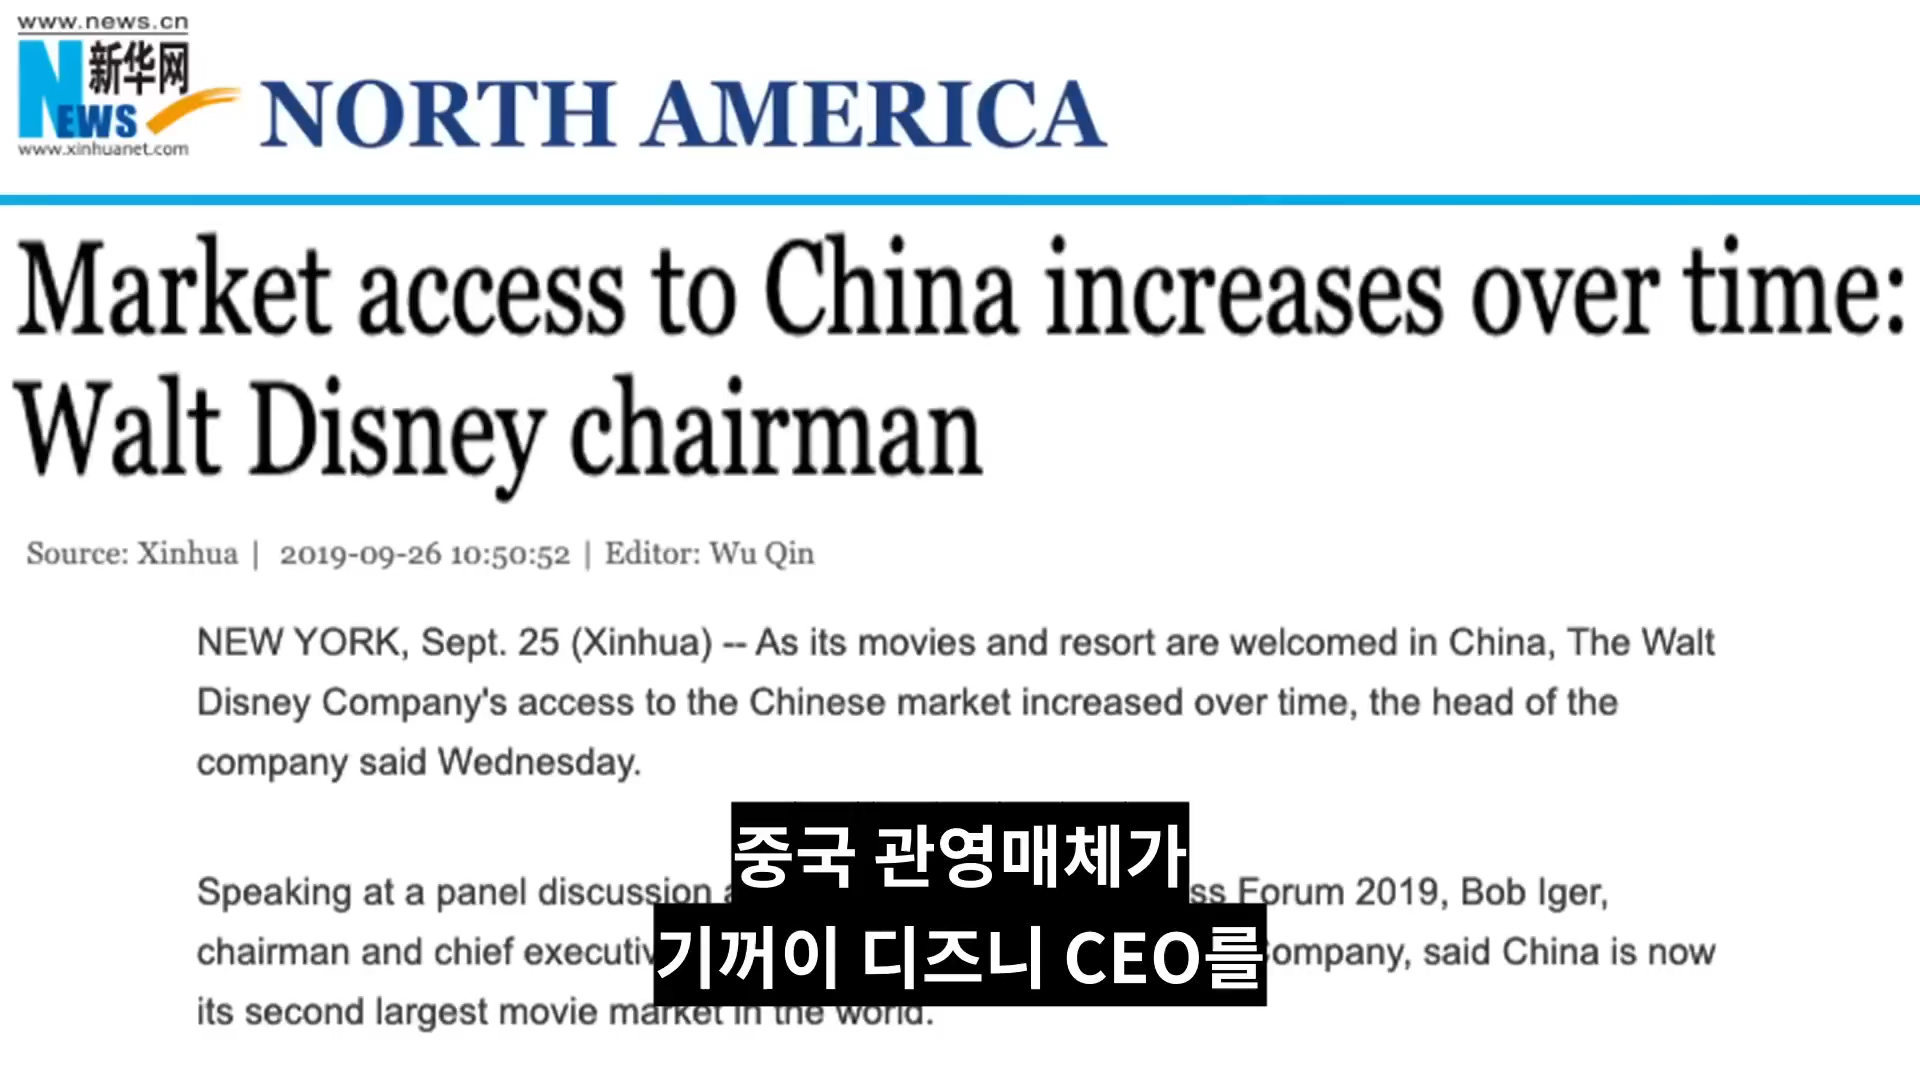 www.news.cn
新华网
NEWS
www.xinhuanet.com
NORTH AMERICA
Market access to China increases over time:
Walt Disney chairman
Source: Xinhua | 2019-09-26 10:50:52 | Editor: Wu Qin
NEW YORK, Sept. 25 (Xinhua) -- As its movies and resort are welcomed in China, The Walt
Disney Company's access to the Chinese market increased over time, the head of the
company said Wednesday.
Speaking at a panel discussion Forum 2019, Bob Iger,
chairman and chief said China is now
its second largest movie market in the world.
중국 관영매체가
기꺼이 디즈니 CEO를